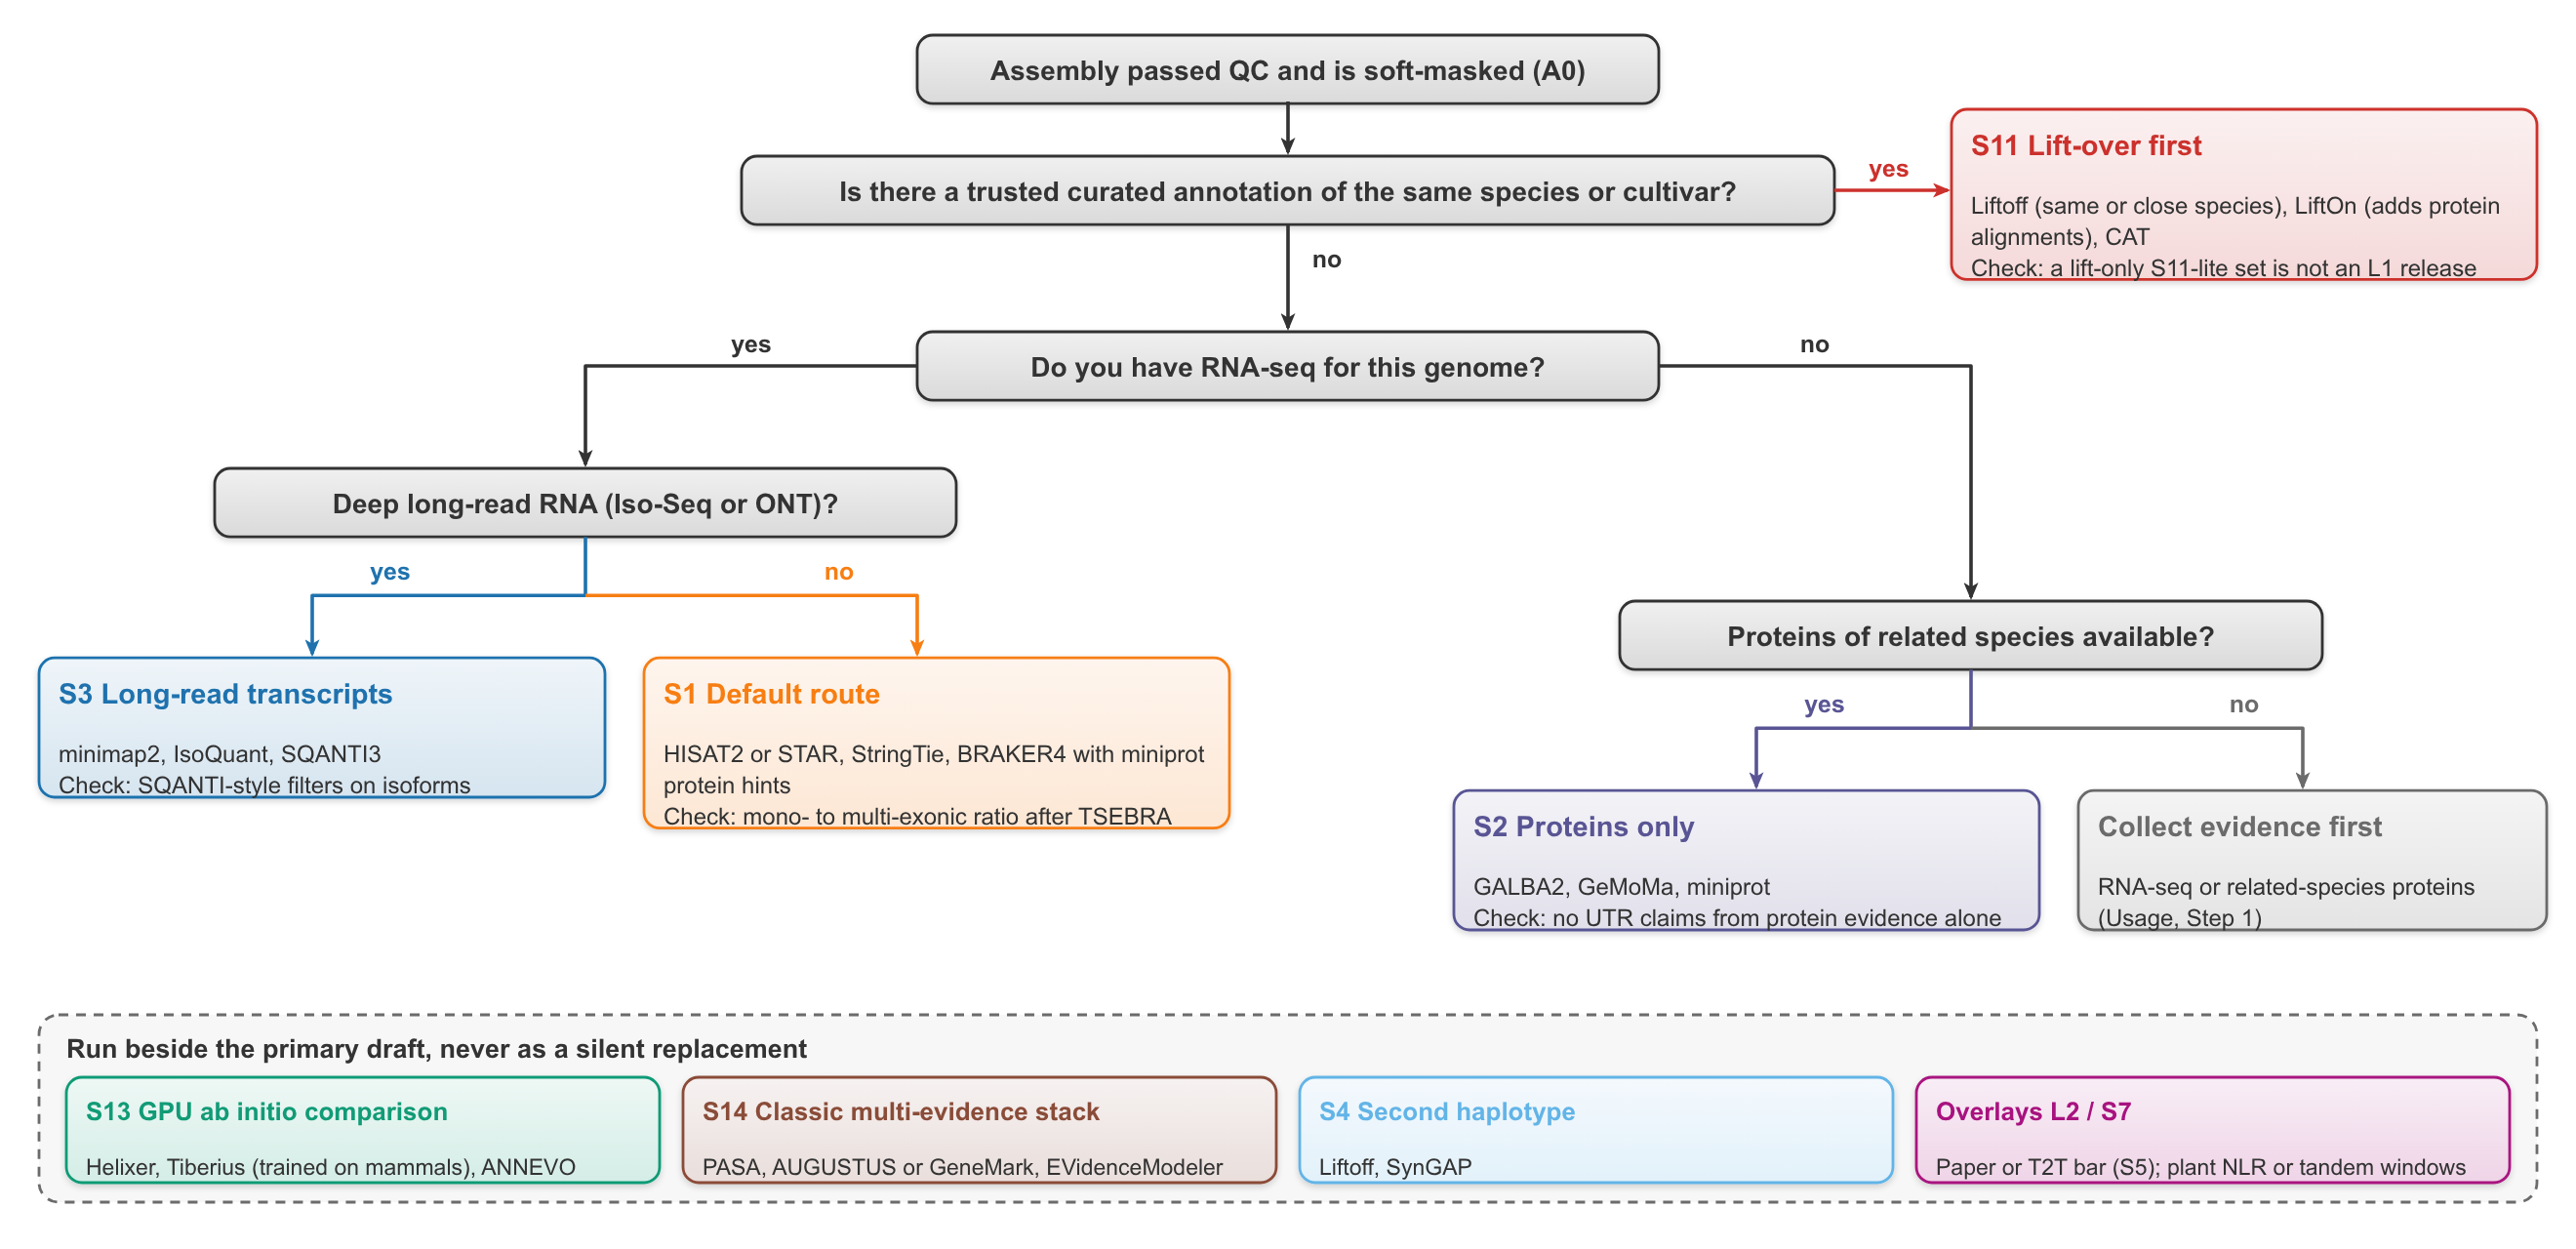 Assembly passed QC and is soft-masked (A0)
Is there a trusted curated annotation of the same species or cultivar?
yes
S11 Lift-over first
Liftoff (same or close species), LiftOn (adds protein
alignments), CAT
Check: a lift-only S11-lite set is not an L1 release
no
Do you have RNA-seq for this genome?
yes
no
Deep long-read RNA (Iso-Seq or ONT)?
yes
no
S3 Long-read transcripts
minimap2, IsoQuant, SQANTI3
Check: SQANTI-style filters on isoforms
S1 Default route
HISAT2 or STAR, StringTie, BRAKER4 with miniprot
protein hints
Check: mono- to multi-exonic ratio after TSEBRA
Proteins of related species available?
yes
no
S2 Proteins only
GALBA2, GeMoMa, miniprot
Check: no UTR claims from protein evidence alone
Collect evidence first
RNA-seq or related-species proteins
(Usage, Step 1)
Run beside the primary draft, never as a silent replacement
S13 GPU ab initio comparison
Helixer, Tiberius (trained on mammals), ANNEVO
S14 Classic multi-evidence stack
PASA, AUGUSTUS or GeneMark, EVidenceModeler
S4 Second haplotype
Liftoff, SynGAP
Overlays L2 / S7
Paper or T2T bar (S5); plant NLR or tandem windows